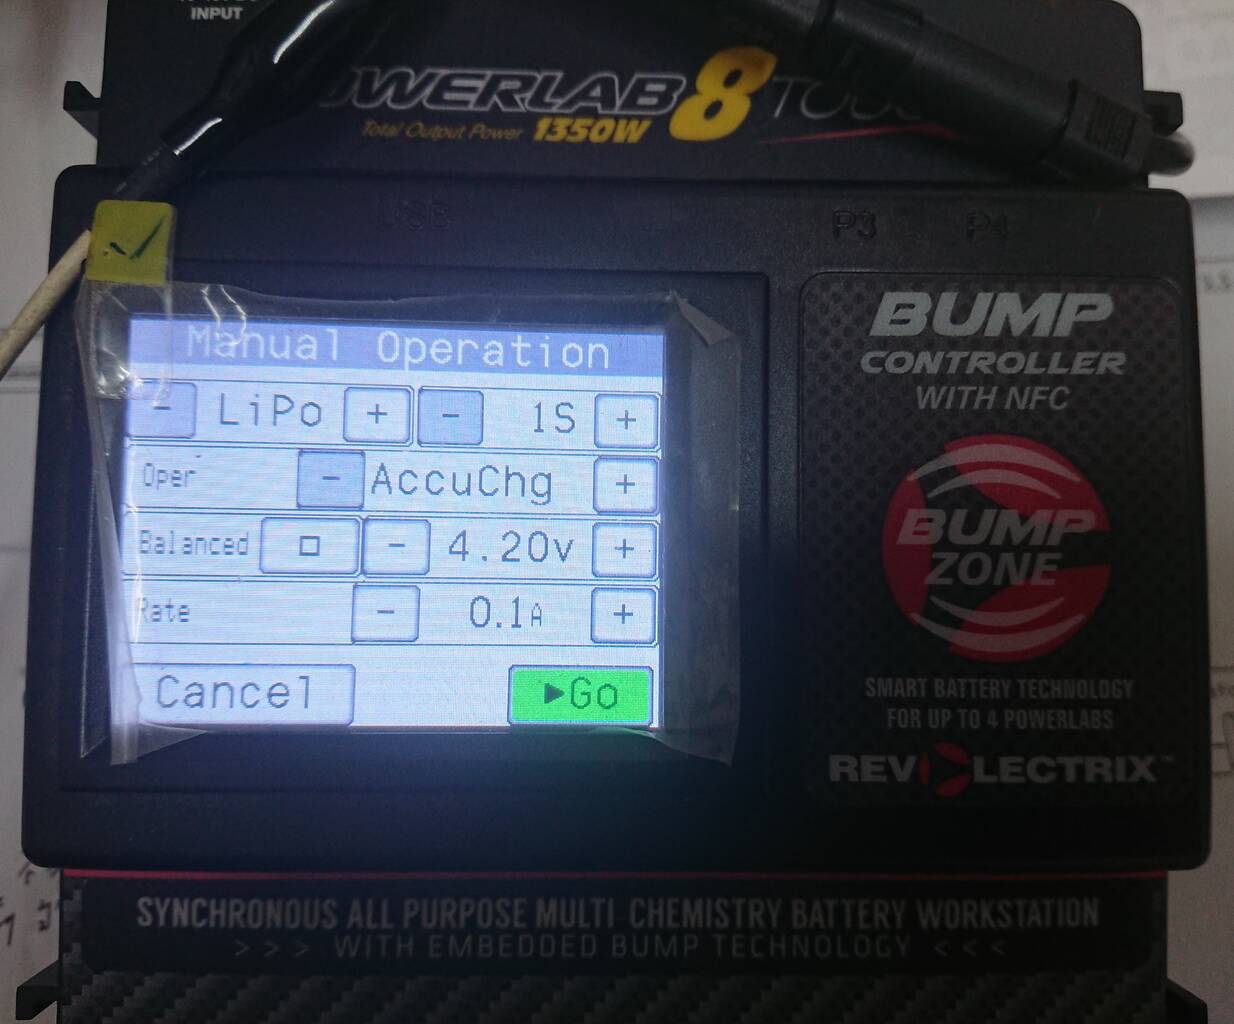 INPUT
POWERLAB 8
Total Output Power 1350W
USB P3 P4
BUMP
CONTROLLER
WITH NFC
Manual Operation
- LiPo + - 1S +
Oper - AccuChg +
Balanced - 4.20v +
Rate - 0.1A +
Cancel ►Go
BUMP
ZONE
SMART BATTERY TECHNOLOGY
FOR UP TO 4 POWERLABS
REVOLECTRIX™
SYNCHRONOUS ALL PURPOSE MULTI-CHEMISTRY BATTERY WORKSTATION
> > > WITH EMBEDDED BUMP TECHNOLOGY < < <